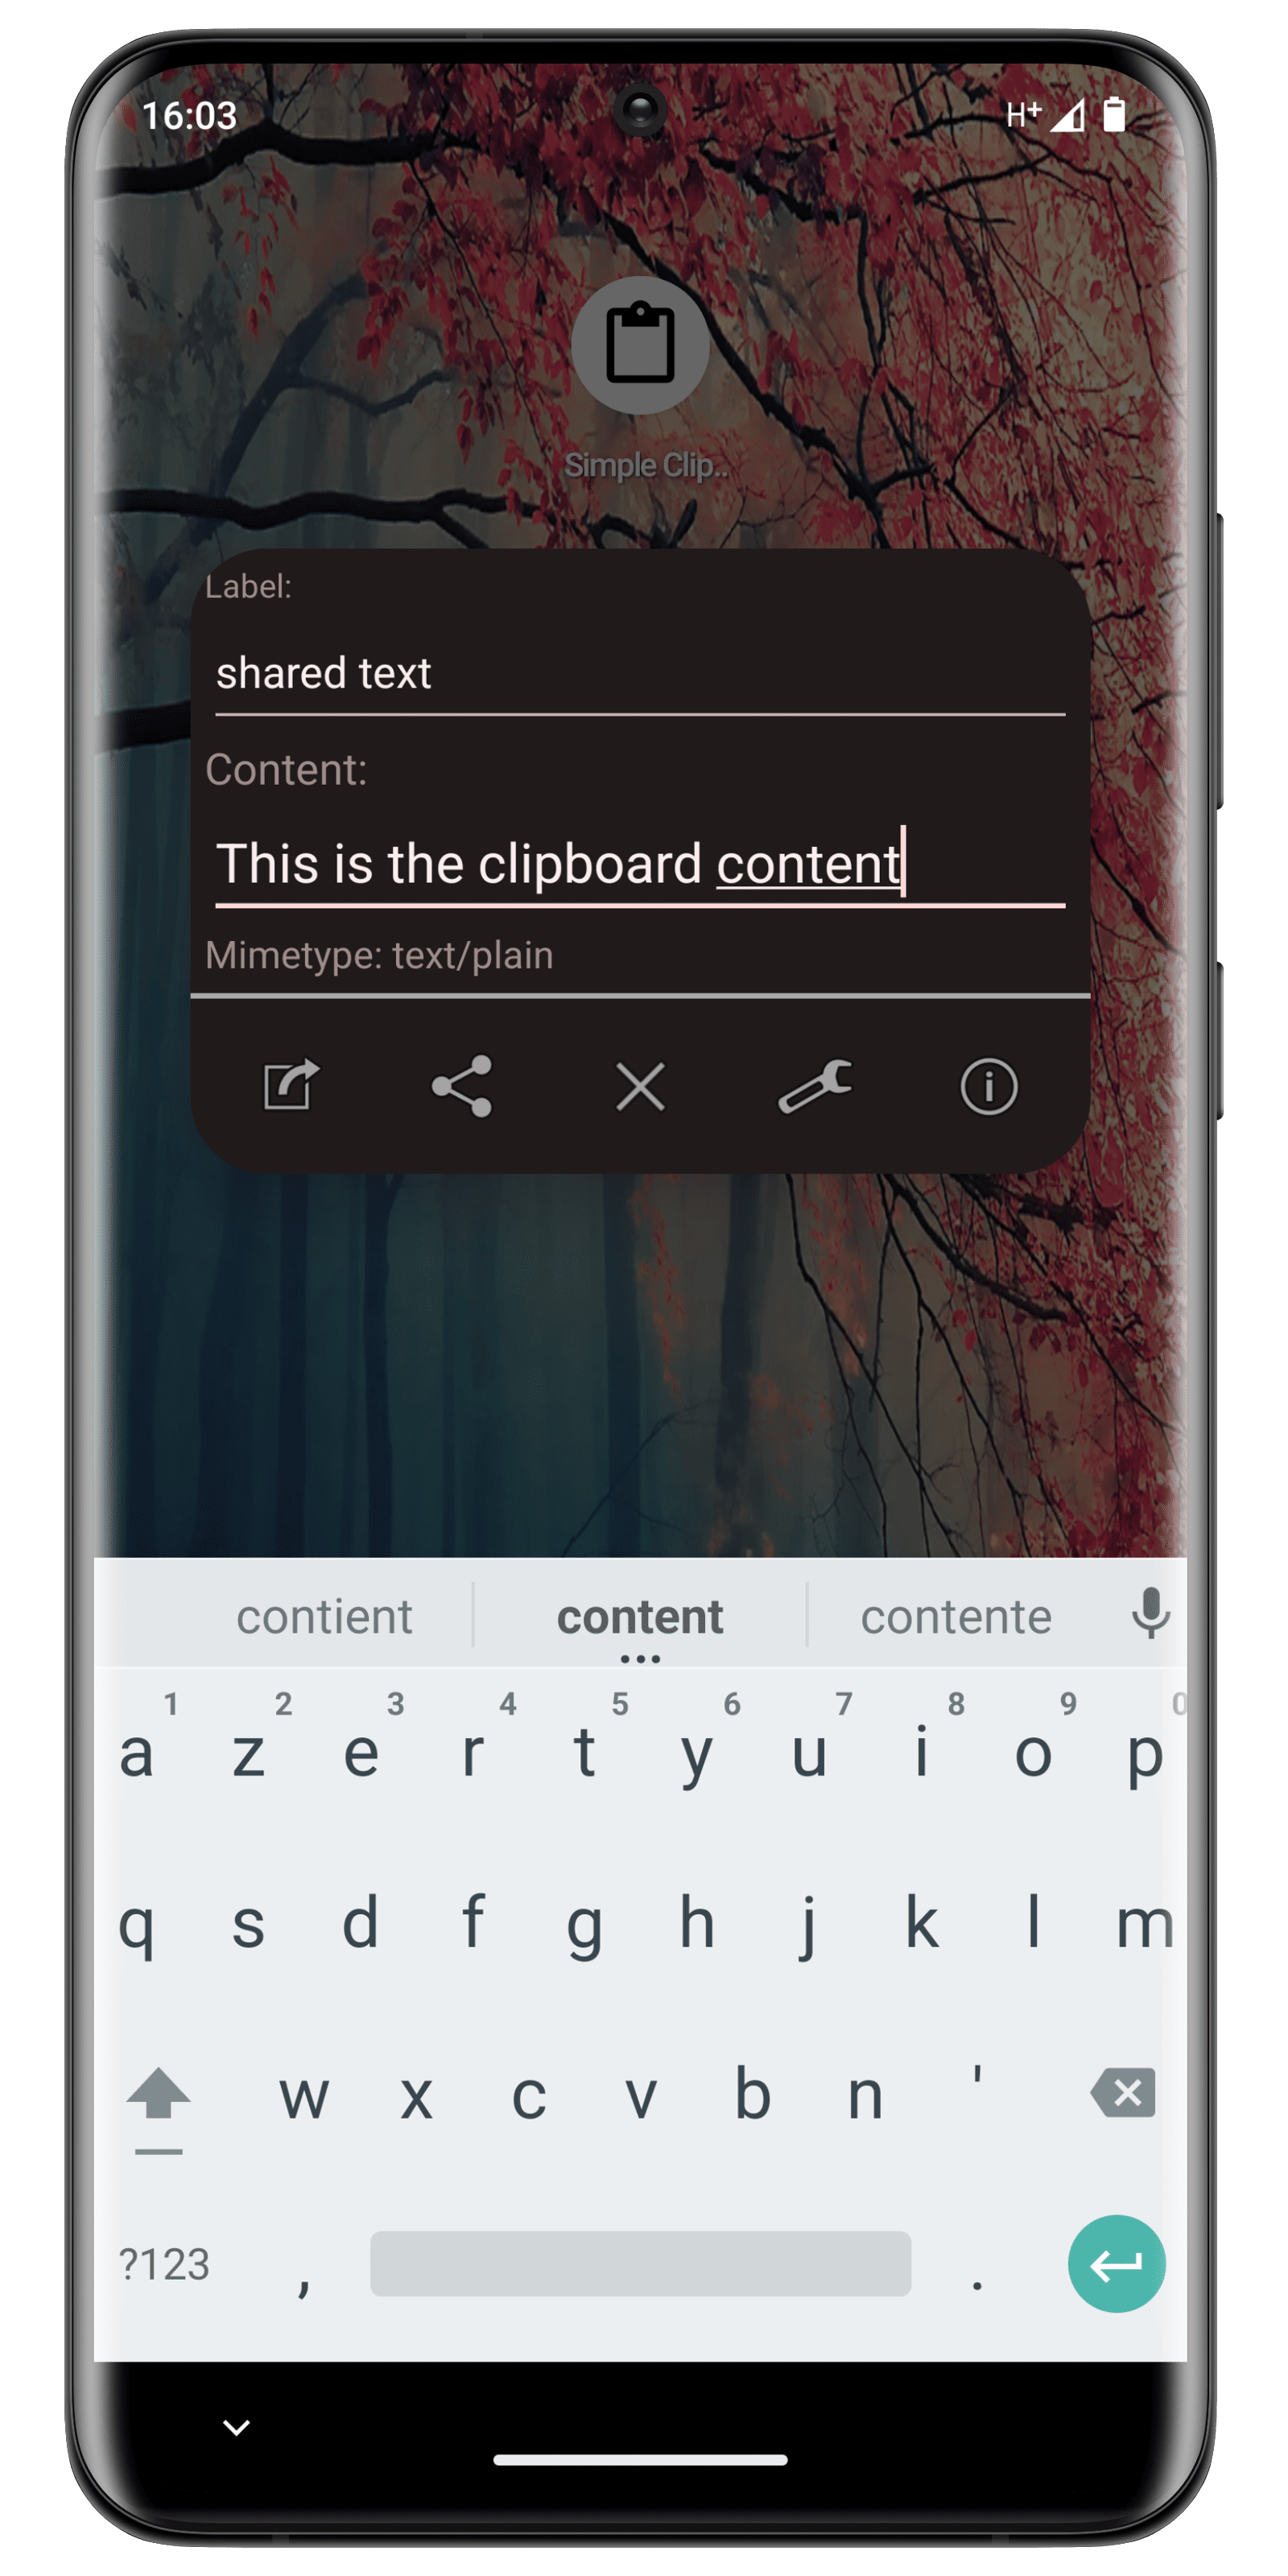 16:03 H+
Simple Clip..
Label:
shared text
Content:
This is the clipboard content
Mimetype: text/plain
contient content contente
1 2 3 4 5 6 7 8 9 0
a z e r t y u i o p
q s d f g h j k l m
w x c v b n '
?123 , .